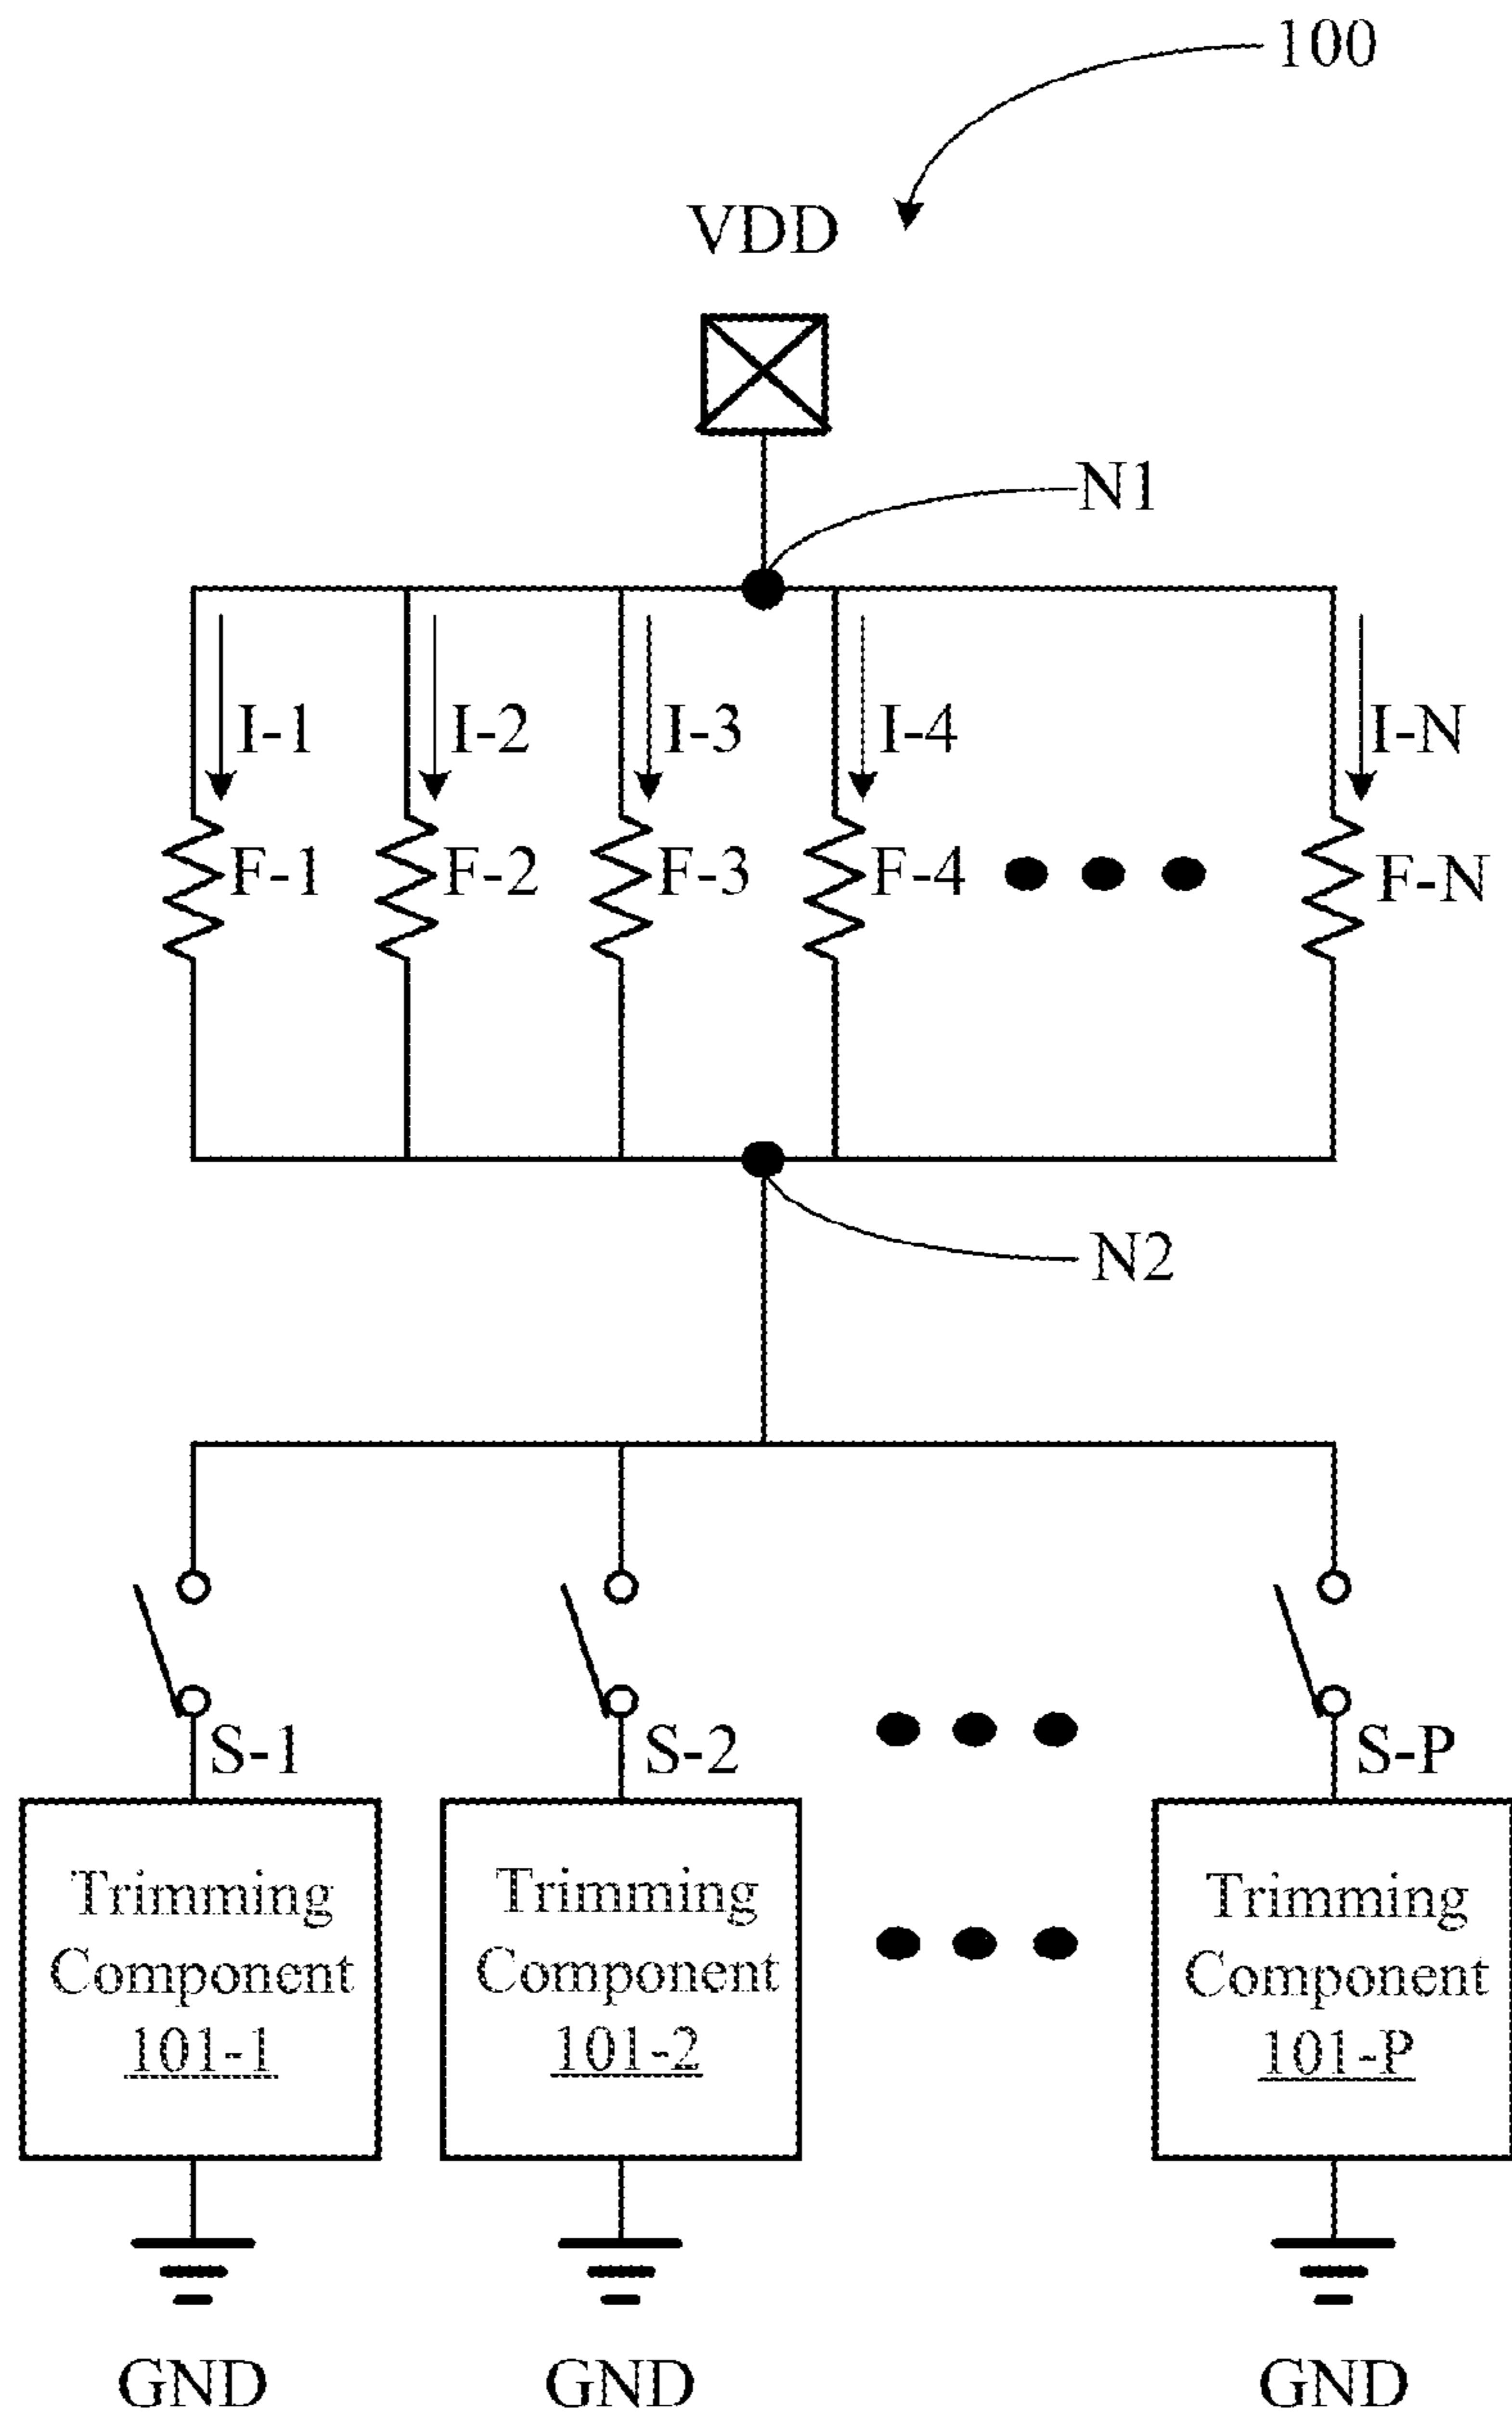 100
VDD
N1
I-1
I-2
I-3
I-4
I-N
F-1
F-2
F-3
F-4
F-N
N2
S-1
S-2
S-P
Trimming
Component
101-1
Trimming
Component
101-2
Trimming
Component
101-P
GND
GND
GND